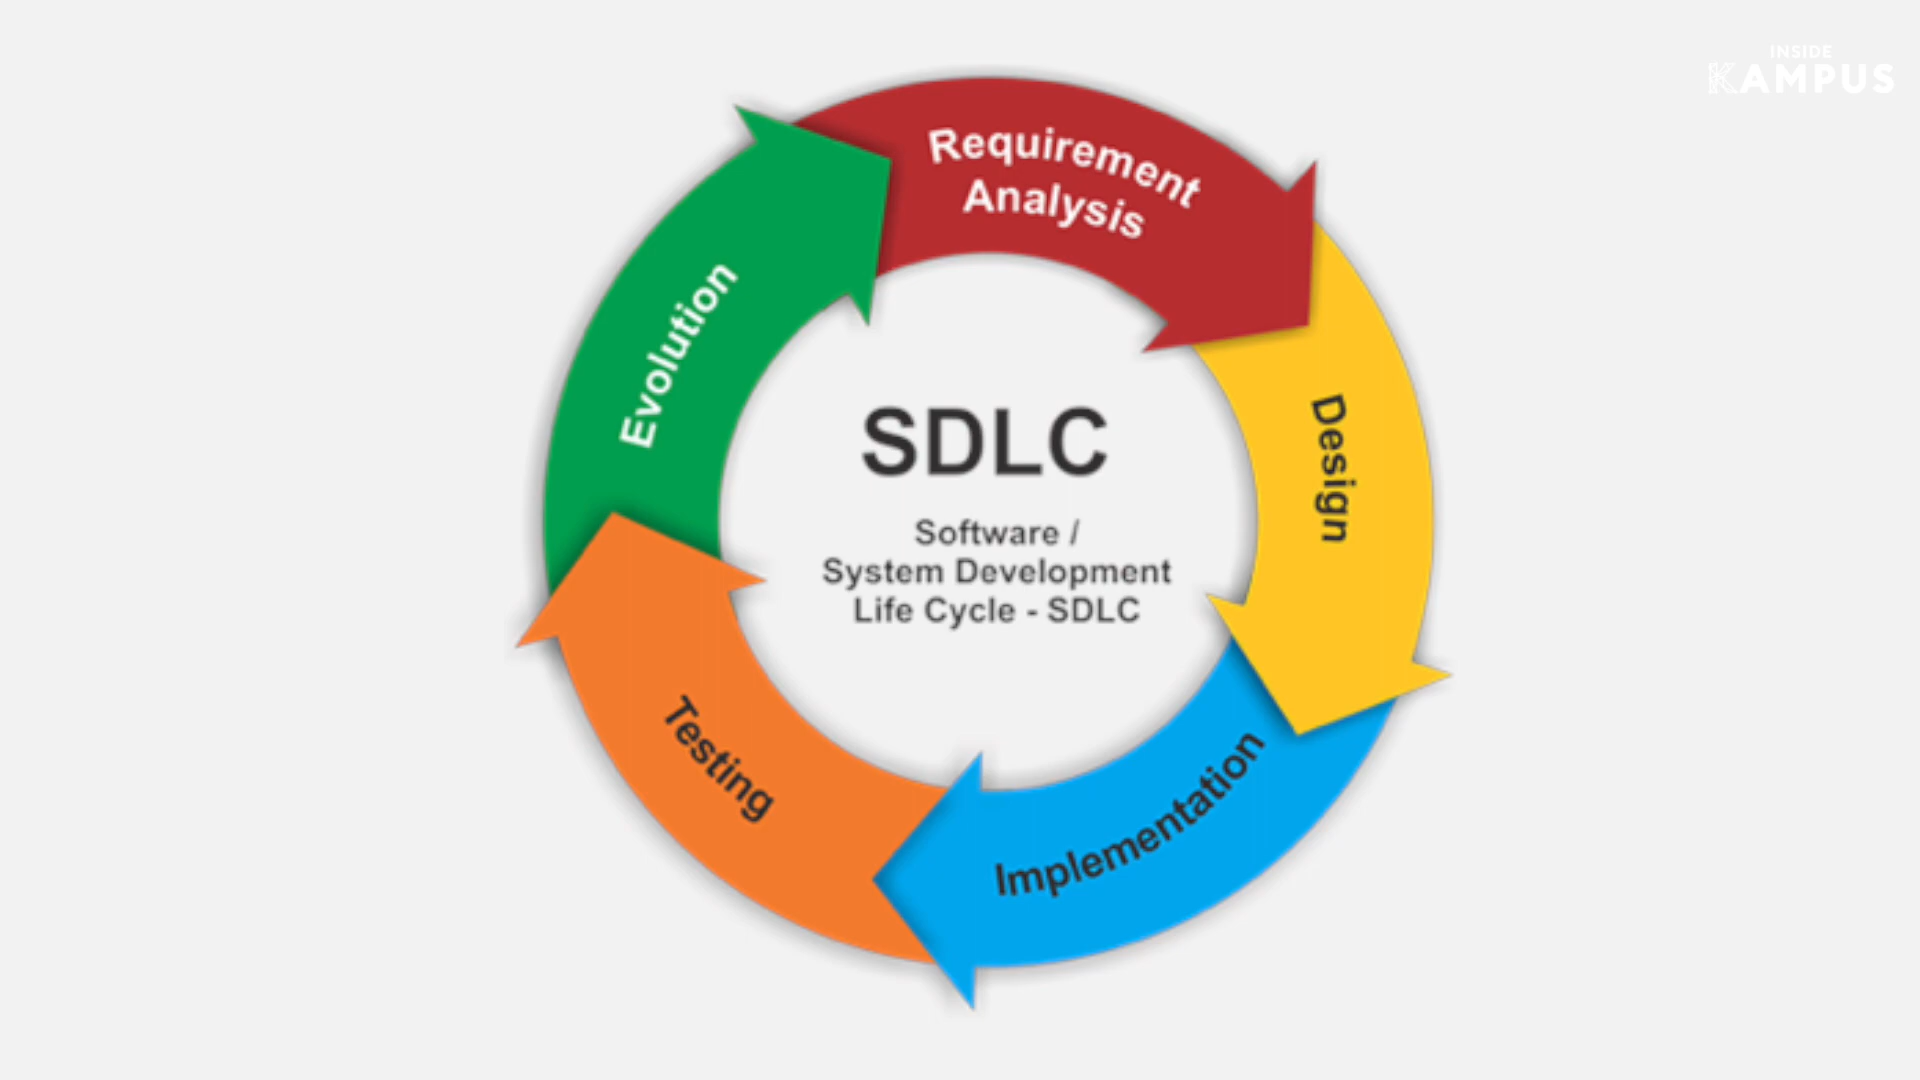 INSIDE
KAMPUS
Requirement
Analysis
Design
Implementation
Testing
Evolution
SDLC
Software /
System Development
Life Cycle - SDLC